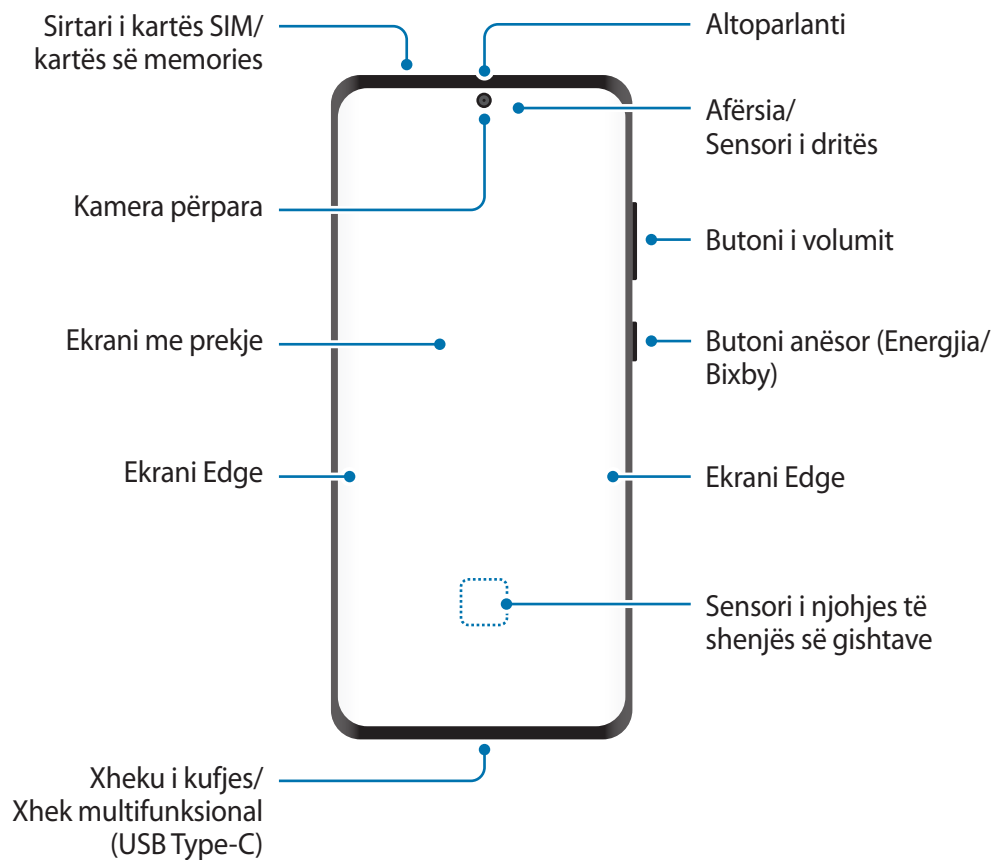 Sirtari i kartës SIM/
kartës së memories
Kamera përpara
Ekrani me prekje
Ekrani Edge
Xheku i kufjes/
Xhek multifunksional
(USB Type-C)
Altoparlanti
Afërsia/
Sensori i dritës
Butoni i volumit
Butoni anësor (Energjia/
Bixby)
Ekrani Edge
Sensori i njohjes të
shenjës së gishtave